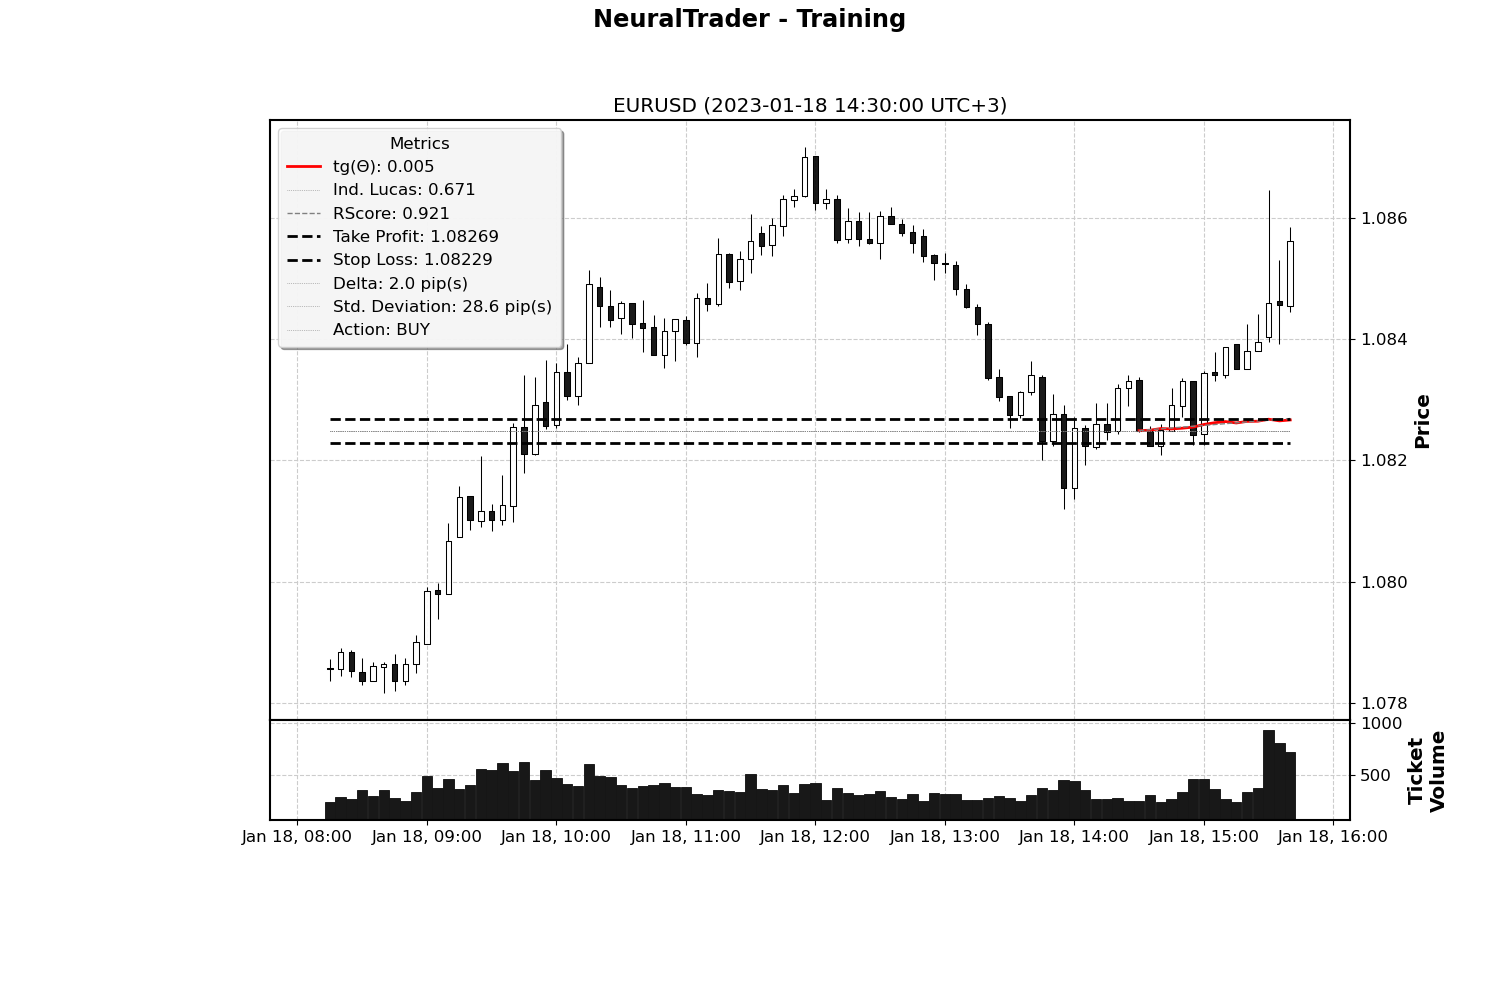 NeuralTrader - Training
EURUSD (2023-01-18 14:30:00 UTC+3)
Metrics
tg(Θ): 0.005
Ind. Lucas: 0.671
RScore: 0.921
Take Profit: 1.08269
Stop Loss: 1.08229
Delta: 2.0 pip(s)
Std. Deviation: 28.6 pip(s)
Action: BUY
1.086
1.084
1.082
1.080
1.078
Price
1000
500
Ticket
Volume
Jan 18, 08:00 Jan 18, 09:00 Jan 18, 10:00 Jan 18, 11:00 Jan 18, 12:00 Jan 18, 13:00 Jan 18, 14:00 Jan 18, 15:00 Jan 18, 16:00